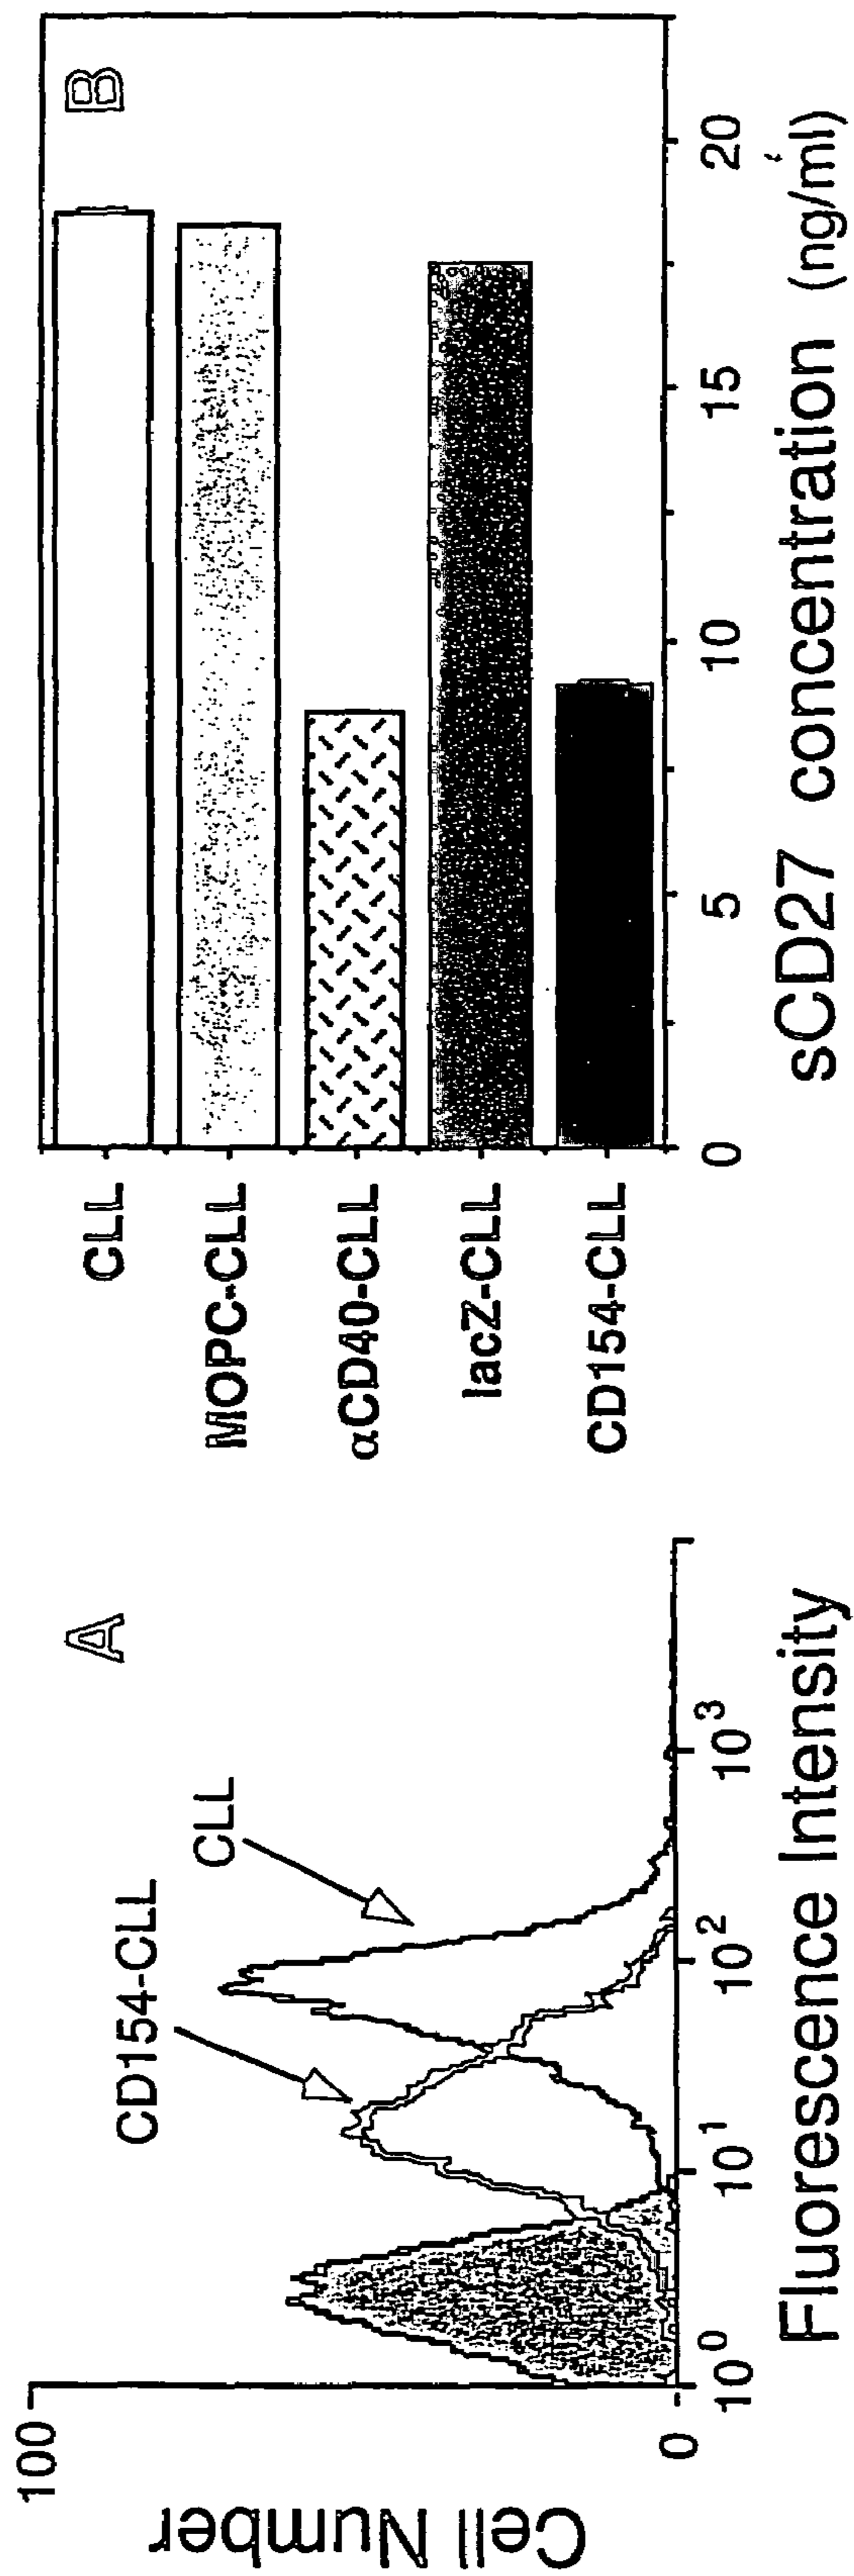 A
100
0
Cell Number
CD154-CLL
CLL
10^0 10^1 10^2 10^3
Fluorescence Intensity
B
CLL
MOPC-CLL
αCD40-CLL
lacZ-CLL
CD154-CLL
0 5 10 15 20
sCD27 concentration (ng/ml)